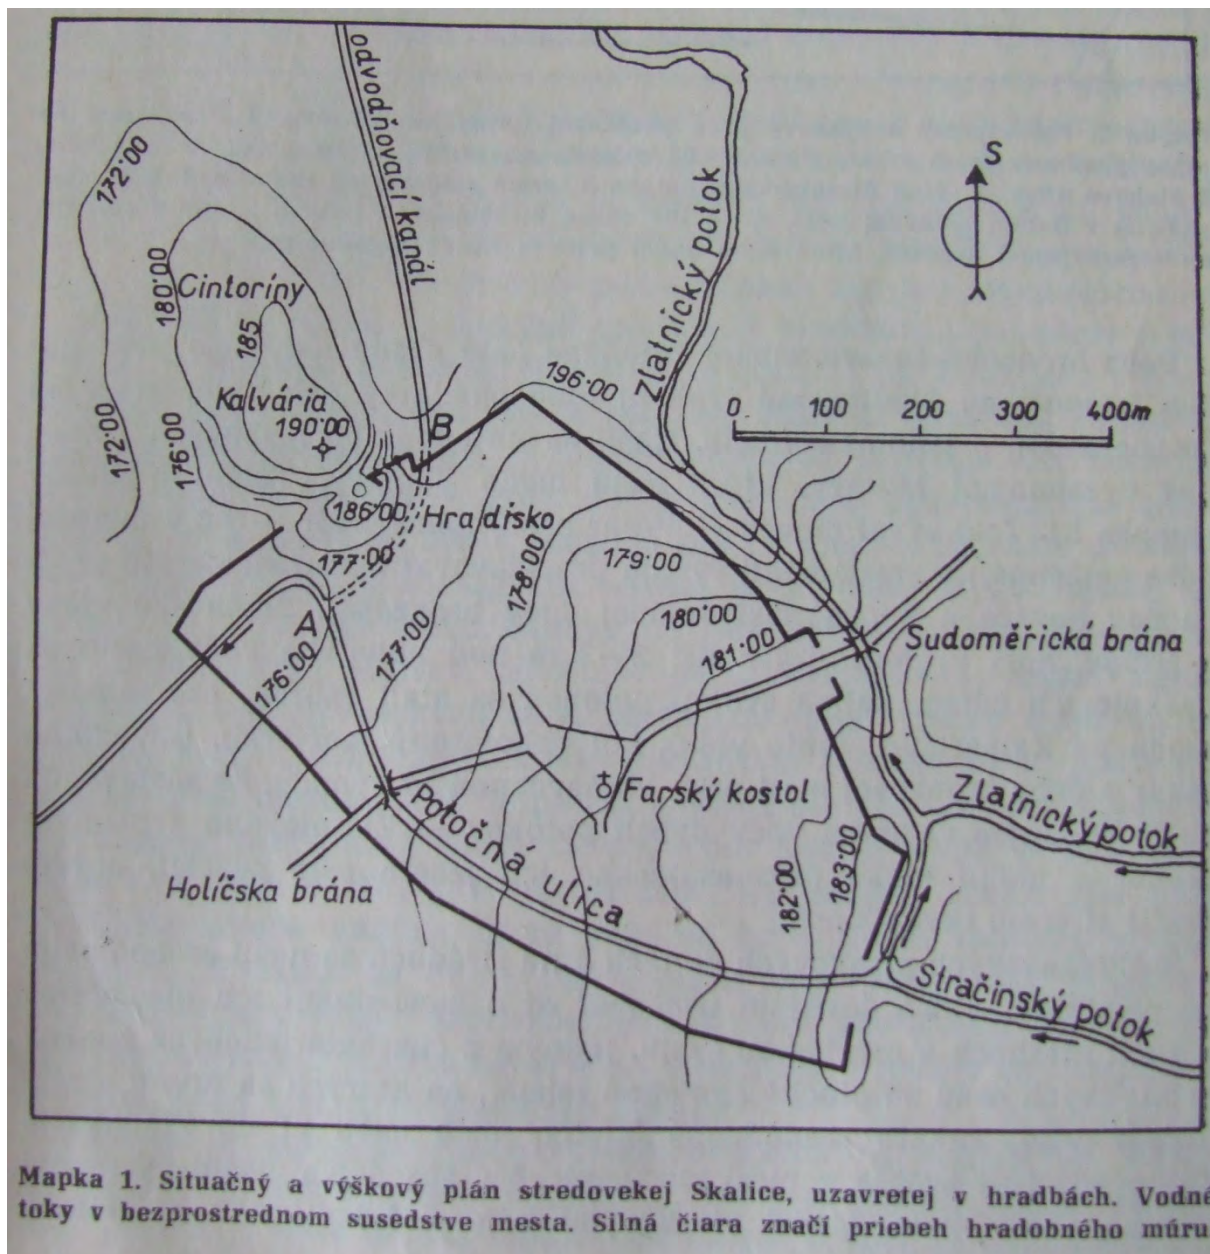 odvodňovací kanál
Zlatnícky potok
S
172·00
180·00
Cintoríny
185
Kalvária
190·00
172·00
176·00
B
196·00
0 100 200 300 400m
186·00
Hradisko
177·00
178·00
179·00
180·00
181·00
Sudoměrická brána
A
176·00
177·00
Farský kostol
Zlatnícky potok
Potočná ulica
Holíčska brána
182·00
183·00
Stračinský potok
Mapka 1. Situačný a výškový plán stredovekej Skalice, uzavretej v hradbách. Vodné
toky v bezprostrednom susedstve mesta. Silná čiara značí priebeh hradobného múru